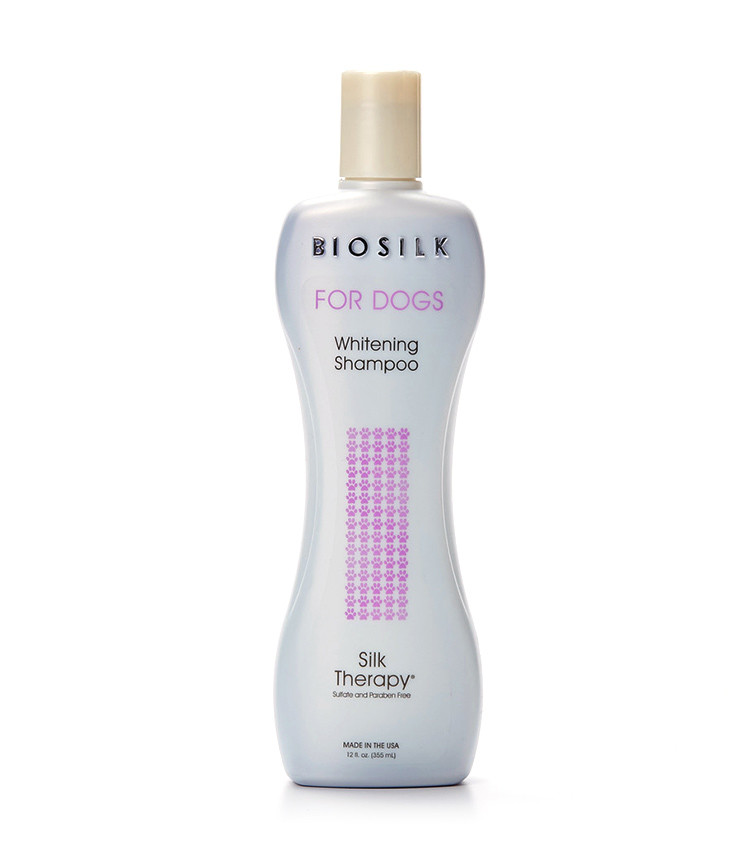 BIOSILK
FOR DOGS
Whitening
Shampoo
Silk
Therapy®
Sulfate and Paraben Free
MADE IN THE USA
12 fl. oz. (355 mL)